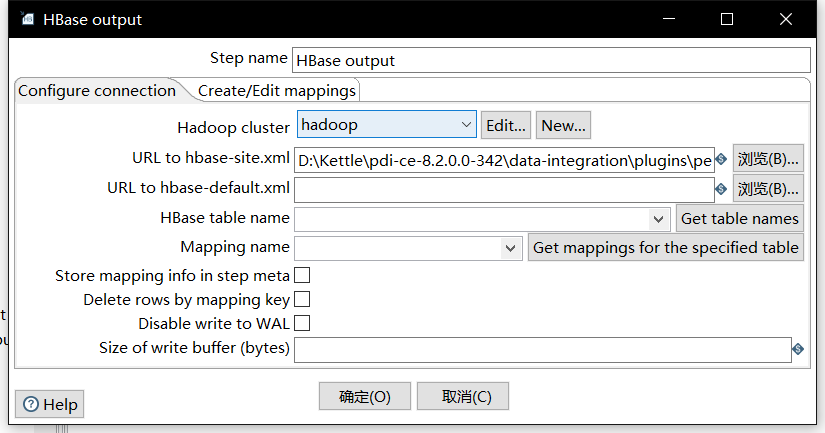 HBase output
Step name HBase output
Configure connection Create/Edit mappings
Hadoop cluster hadoop Edit... New...
URL to hbase-site.xml D:\Kettle\pdi-ce-8.2.0.0-342\data-integration\plugins\pe 浏览(B)...
URL to hbase-default.xml 浏览(B)...
HBase table name Get table names
Mapping name Get mappings for the specified table
Store mapping info in step meta
Delete rows by mapping key
Disable write to WAL
Size of write buffer (bytes)
确定(O) 取消(C)
Help